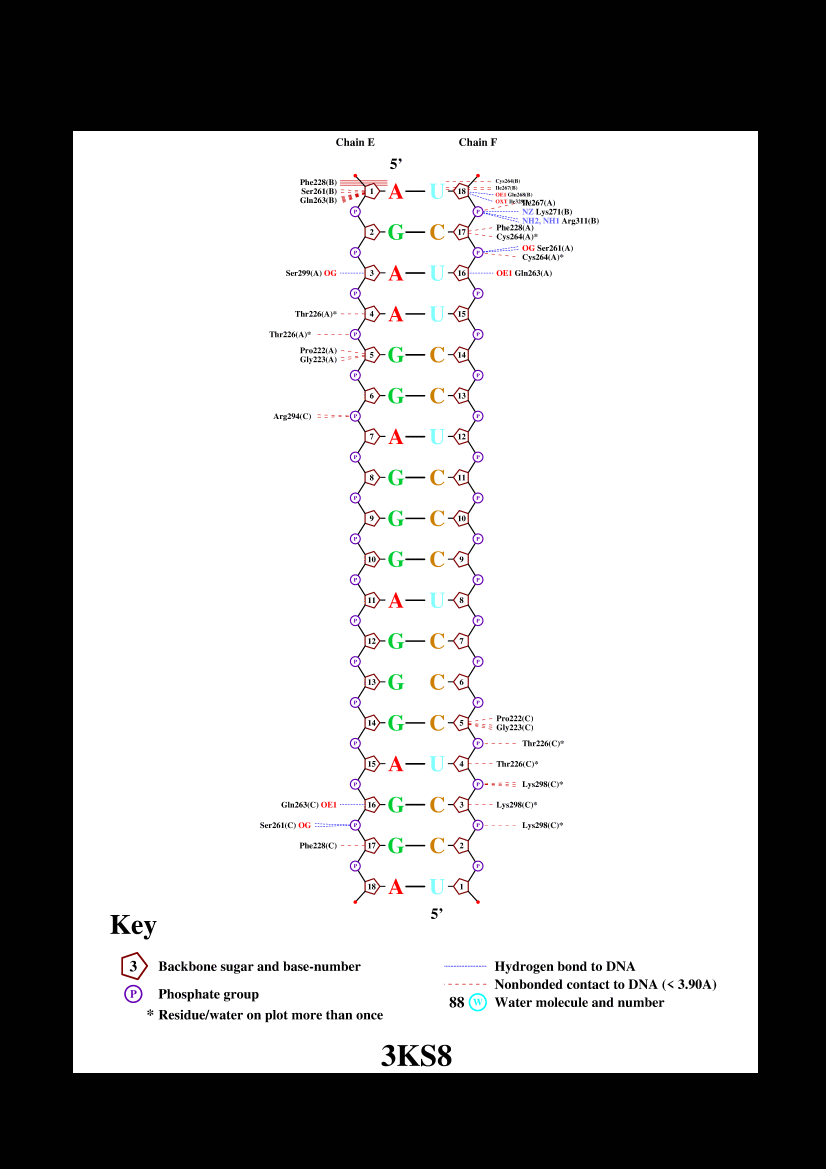 Chain E Chain F
5’
Phe228(B)
Ser261(B)
Gln263(B)
1 A U 18
Cys264(B)
Ile267(B)
OE1 Gln268(B)
OXT
Ile267(A)
P P NZ Lys271(B)
NH2, NH1 Arg311(B)
Phe228(A)
2 G C 17
Cys264(A)*
OG Ser261(A)
P P
Cys264(A)*
Ser299(A) OG 3 A U 16 OE1 Gln263(A)
P P
Thr226(A)* 4 A U 15
Thr226(A)* P P
Pro222(A)
Gly223(A)
5 G C 14
P P
6 G C 13
Arg294(C) P P
7 A U 12
P P
8 G C 11
P P
9 G C 10
P P
10 G C 9
P P
11 A U 8
P P
12 G C 7
P P
13 G C 6
P P
14 G C 5
Pro222(C)
Gly223(C)
P P Thr226(C)*
15 A U 4 Thr226(C)*
P P Lys298(C)*
Gln263(C) OE1 16 G C 3 Lys298(C)*
Ser261(C) OG P P Lys298(C)*
Phe228(C) 17 G C 2
P P
18 A U 1
5’
Key
3 Backbone sugar and base-number
P Phosphate group
* Residue/water on plot more than once
Hydrogen bond to DNA
Nonbonded contact to DNA (< 3.90A)
88 W Water molecule and number
3KS8